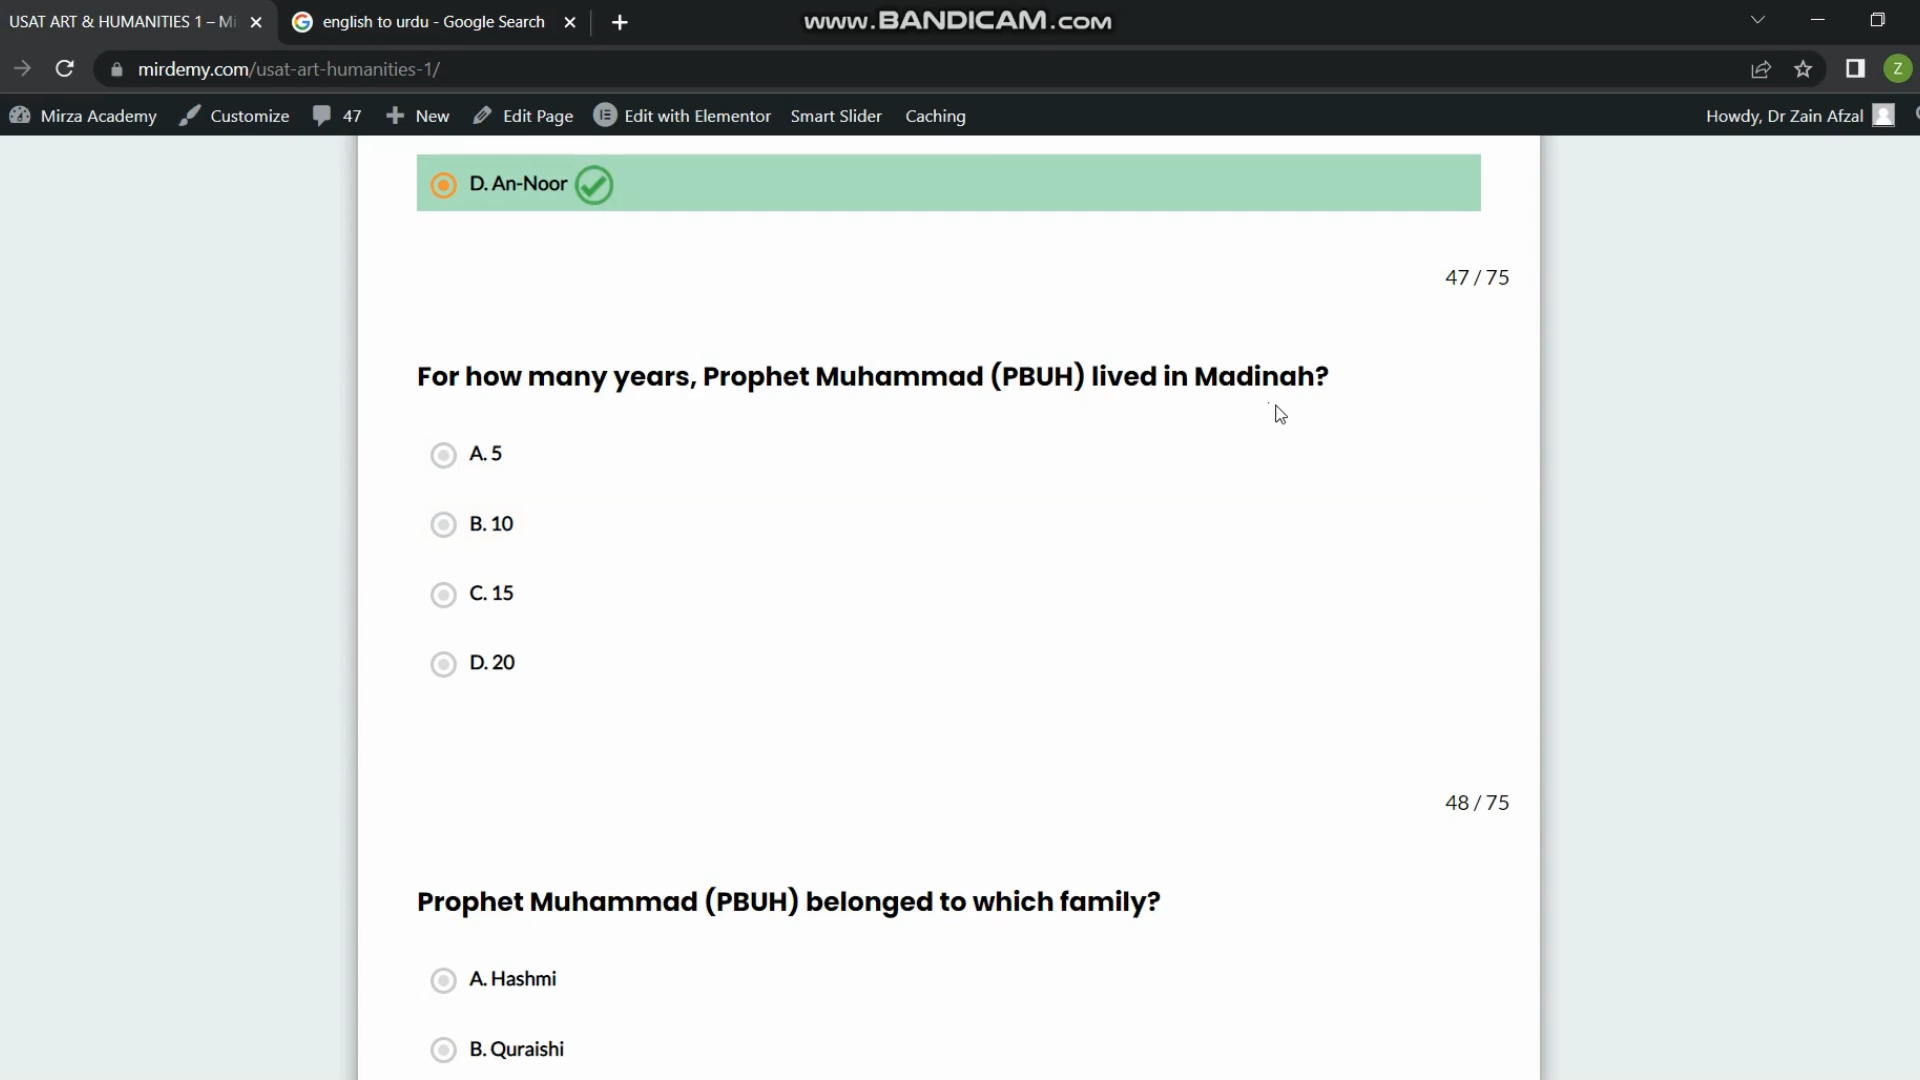 USAT ART & HUMANITIES 1 – Mi
english to urdu - Google Search
www.BANDICAM.com
mirdemy.com/usat-art-humanities-1/
Z
Mirza Academy
Customize
47
New
Edit Page
Edit with Elementor
Smart Slider
Caching
Howdy, Dr Zain Afzal
D. An-Noor
47 / 75
For how many years, Prophet Muhammad (PBUH) lived in Madinah?
A. 5
B. 10
C. 15
D. 20
48 / 75
Prophet Muhammad (PBUH) belonged to which family?
A. Hashmi
B. Quraishi